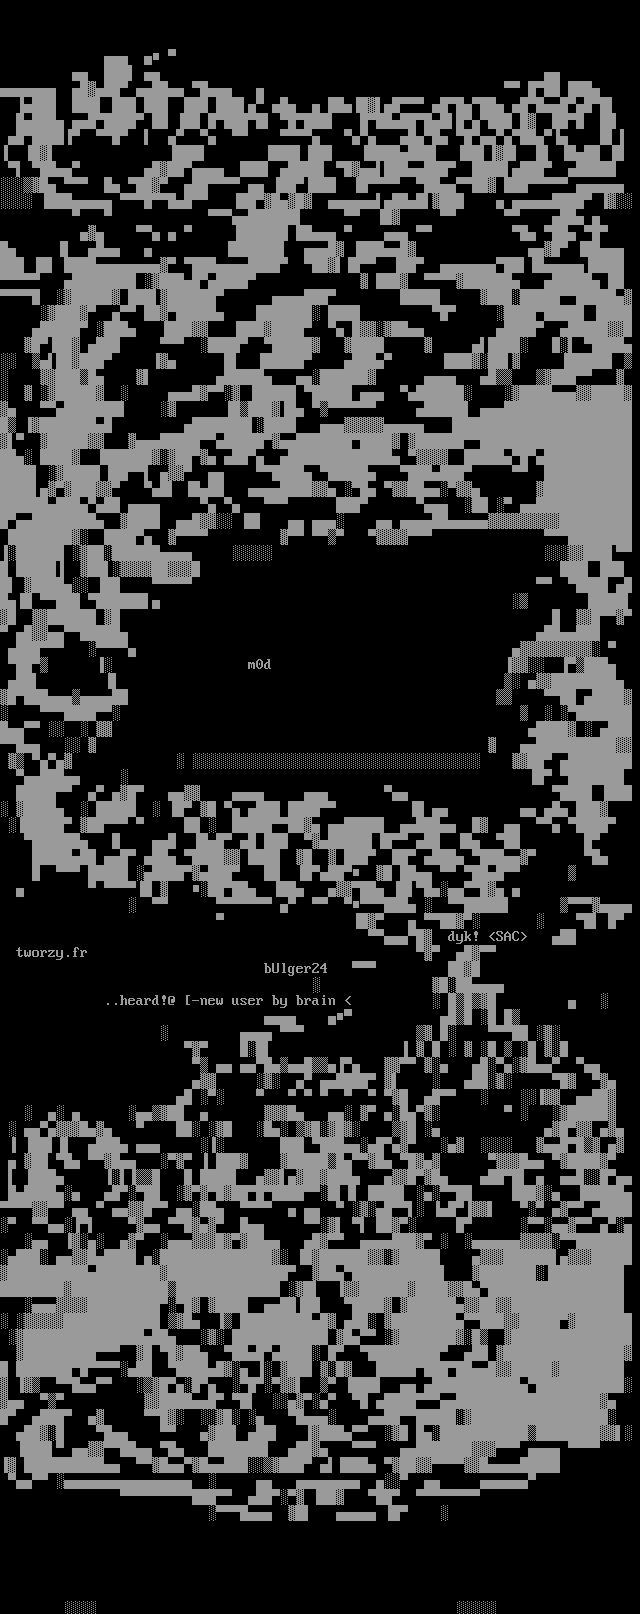 m0d
dyk! <SAC>
tworzy.fr
bUlger24
..heard!@ [-new user by brain <